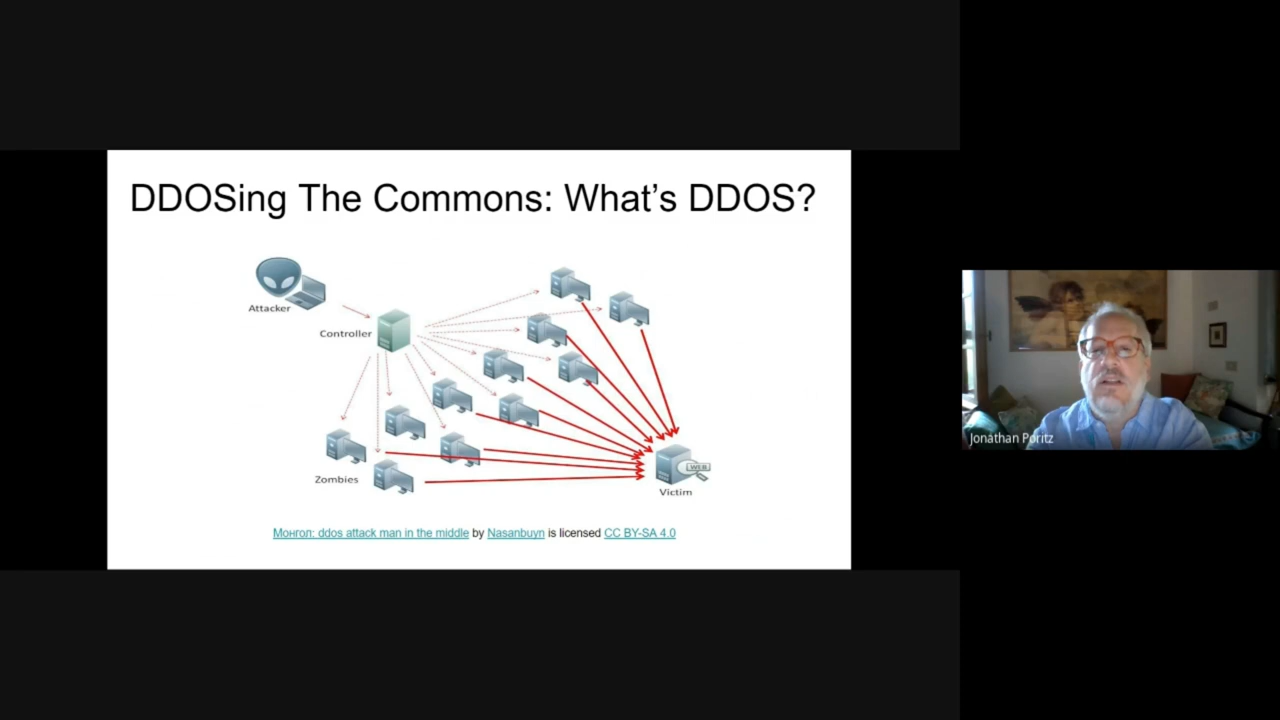 DDOSing The Commons: What's DDOS?
Attacker
Controller
Zombies
WEB
Victim
Монгол: ddos attack man in the middle by Nasanbuyn is licensed CC BY-SA 4.0
Jonathan Poritz